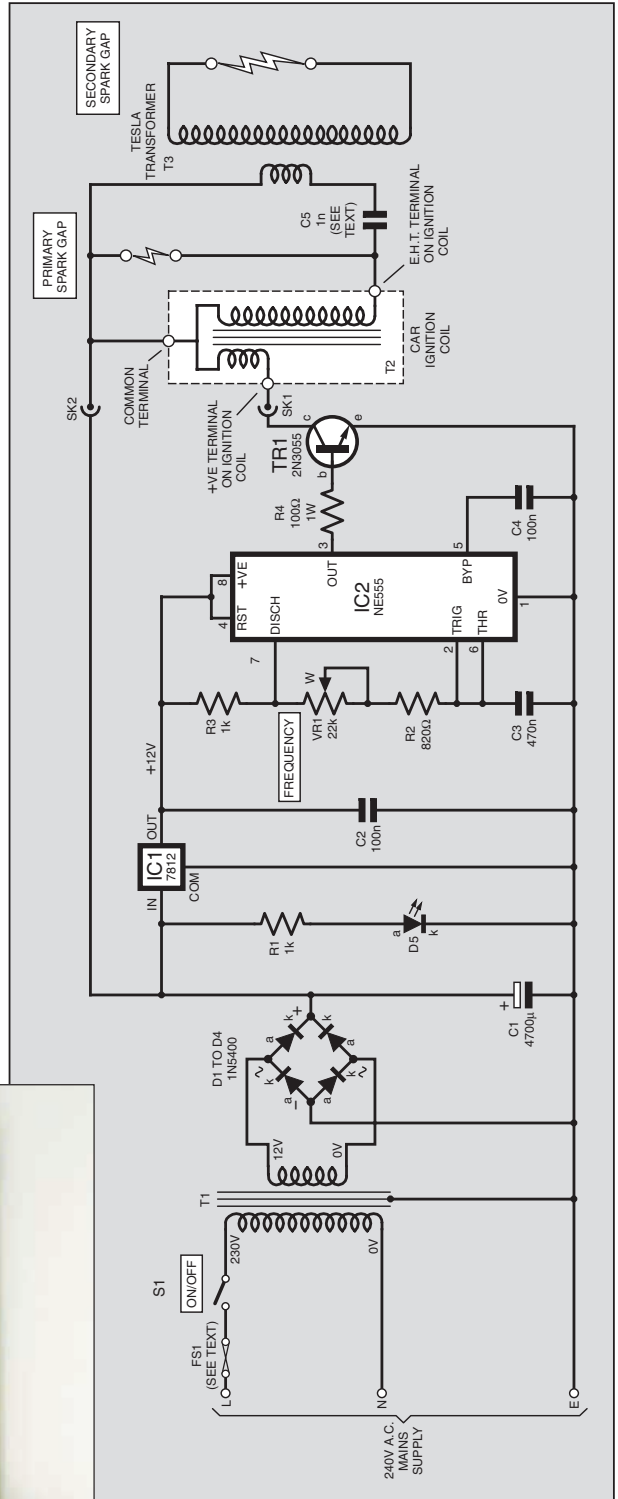 240V A.C.
MAINS
SUPPLY
L
N
E
FS1
(SEE TEXT)
S1
ON/OFF
230V
0V
T1
12V
0V
D1 TO D4
1N5400
~
~
+
−
a
k
a
k
a
k
a
k
C1
4700µ
+
R1
1k
D5
a
k
IN
OUT
IC1
7812
COM
+12V
C2
100n
R3
1k
FREQUENCY
VR1
22k
W
R2
820Ω
C3
470n
7
DISCH
4
RST
8
+VE
IC2
NE555
2
TRIG
6
THR
OUT
3
BYP
5
0V
1
C4
100n
R4
100Ω
1W
TR1
2N3055
b
c
e
SK1
SK2
+VE TERMINAL
ON IGNITION
COIL
COMMON
TERMINAL
T2
CAR
IGNITION
COIL
E.H.T. TERMINAL
ON IGNITION
COIL
PRIMARY
SPARK GAP
C5
1n
(SEE
TEXT)
TESLA
TRANSFORMER
T3
SECONDARY
SPARK GAP